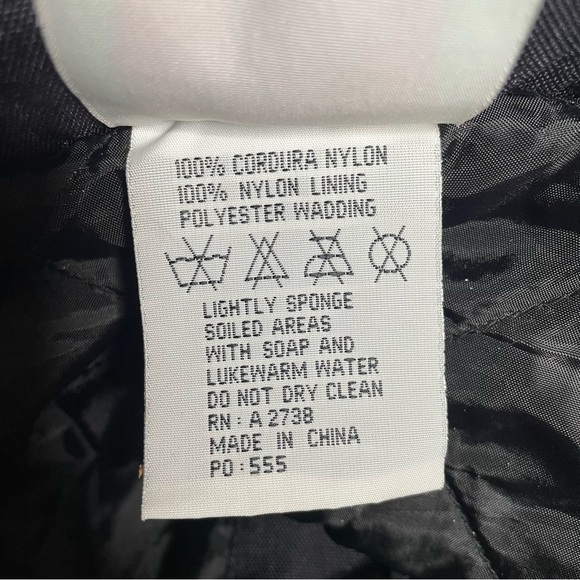 100% CORDURA NYLON
100% NYLON LINING
POLYESTER WADDING
LIGHTLY SPONGE
SOILED AREAS
WITH SOAP AND
LUKEWARM WATER
DO NOT DRY CLEAN
RN : A 2738
MADE IN CHINA
PO : 555